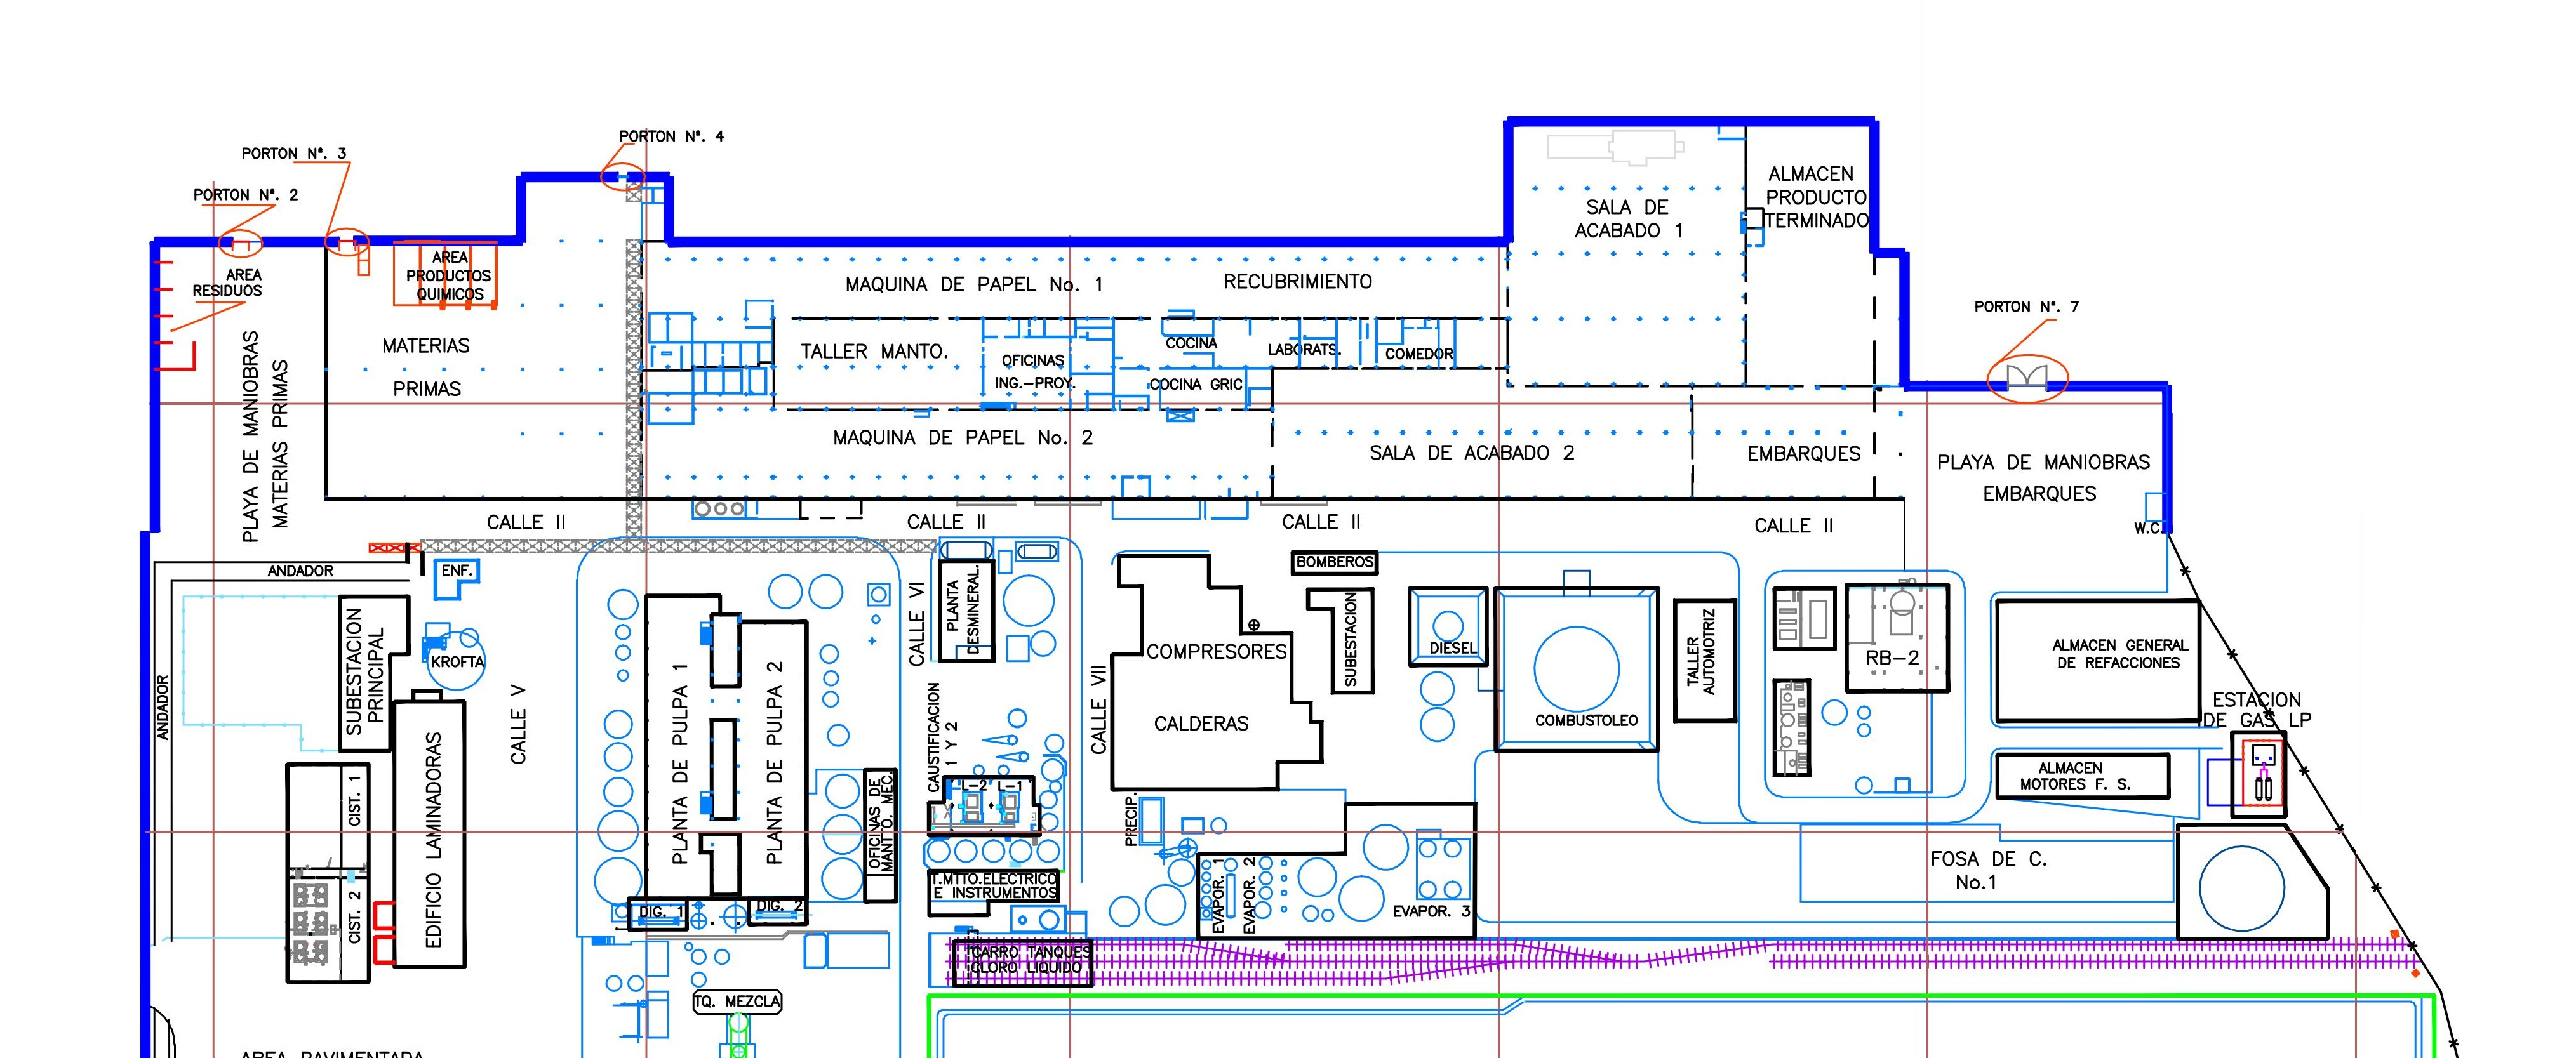 PORTON Nº. 4
PORTON Nº. 3
PORTON Nº. 2
ALMACEN
PRODUCTO
TERMINADO
SALA DE
ACABADO 1
AREA
RESIDUOS
AREA
PRODUCTOS
QUIMICOS
MAQUINA DE PAPEL No. 1
RECUBRIMIENTO
PORTON Nº. 7
PLAYA DE MANIOBRAS
MATERIAS PRIMAS
MATERIAS
PRIMAS
TALLER MANTO.
OFICINAS
ING.-PROY.
COCINA
COCINA GRIC
LABORATS.
COMEDOR
MAQUINA DE PAPEL No. 2
SALA DE ACABADO 2
EMBARQUES
PLAYA DE MANIOBRAS
EMBARQUES
W.C.
CALLE II
CALLE II
CALLE II
CALLE II
ANDADOR
ANDADOR
ENF.
KROFTA
SUBESTACION
PRINCIPAL
CIST. 1
CIST. 2
EDIFICIO LAMINADORAS
CALLE V
PLANTA DE PULPA 1
PLANTA DE PULPA 2
OFICINAS DE
MANTO. MEC.
DIG. 1
DIG. 2
TQ. MEZCLA
CALLE VI
PLANTA
DESMINERAL.
CAUSTIFICACION
1 Y 2
L-2
L-1
T.MTTO.ELECTRICO
E INSTRUMENTOS
CARRO TANQUES
CLORO LIQUIDO
CALLE VII
COMPRESORES
CALDERAS
PRECIP.
EVAPOR. 1
EVAPOR. 2
EVAPOR. 3
BOMBEROS
SUBESTACION
DIESEL
COMBUSTOLEO
TALLER
AUTOMOTRIZ
RB-2
ALMACEN GENERAL
DE REFACCIONES
ESTACION
DE GAS LP
ALMACEN
MOTORES F. S.
FOSA DE C.
No.1
AREA PAVIMENTADA